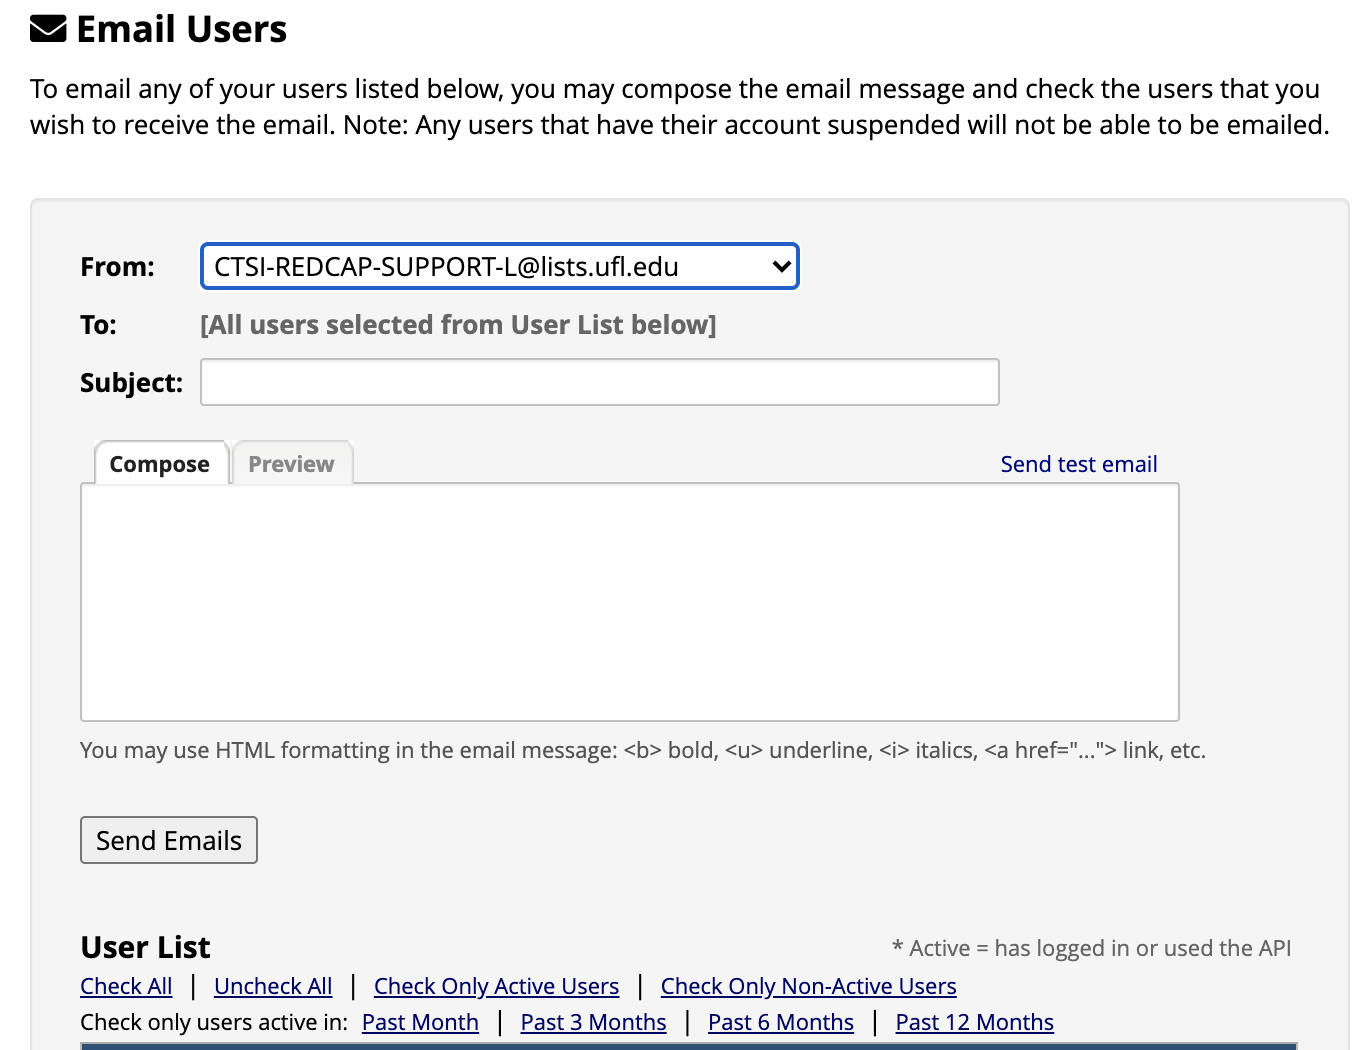 Email Users
To email any of your users listed below, you may compose the email message and check the users that you
wish to receive the email. Note: Any users that have their account suspended will not be able to be emailed.
From: CTSI-REDCAP-SUPPORT-L@lists.ufl.edu
To: [All users selected from User List below]
Subject:
Compose Preview Send test email
You may use HTML formatting in the email message: <b> bold, <u> underline, <i> italics, <a href="..."> link, etc.
Send Emails
User List * Active = has logged in or used the API
Check All | Uncheck All | Check Only Active Users | Check Only Non-Active Users
Check only users active in: Past Month | Past 3 Months | Past 6 Months | Past 12 Months